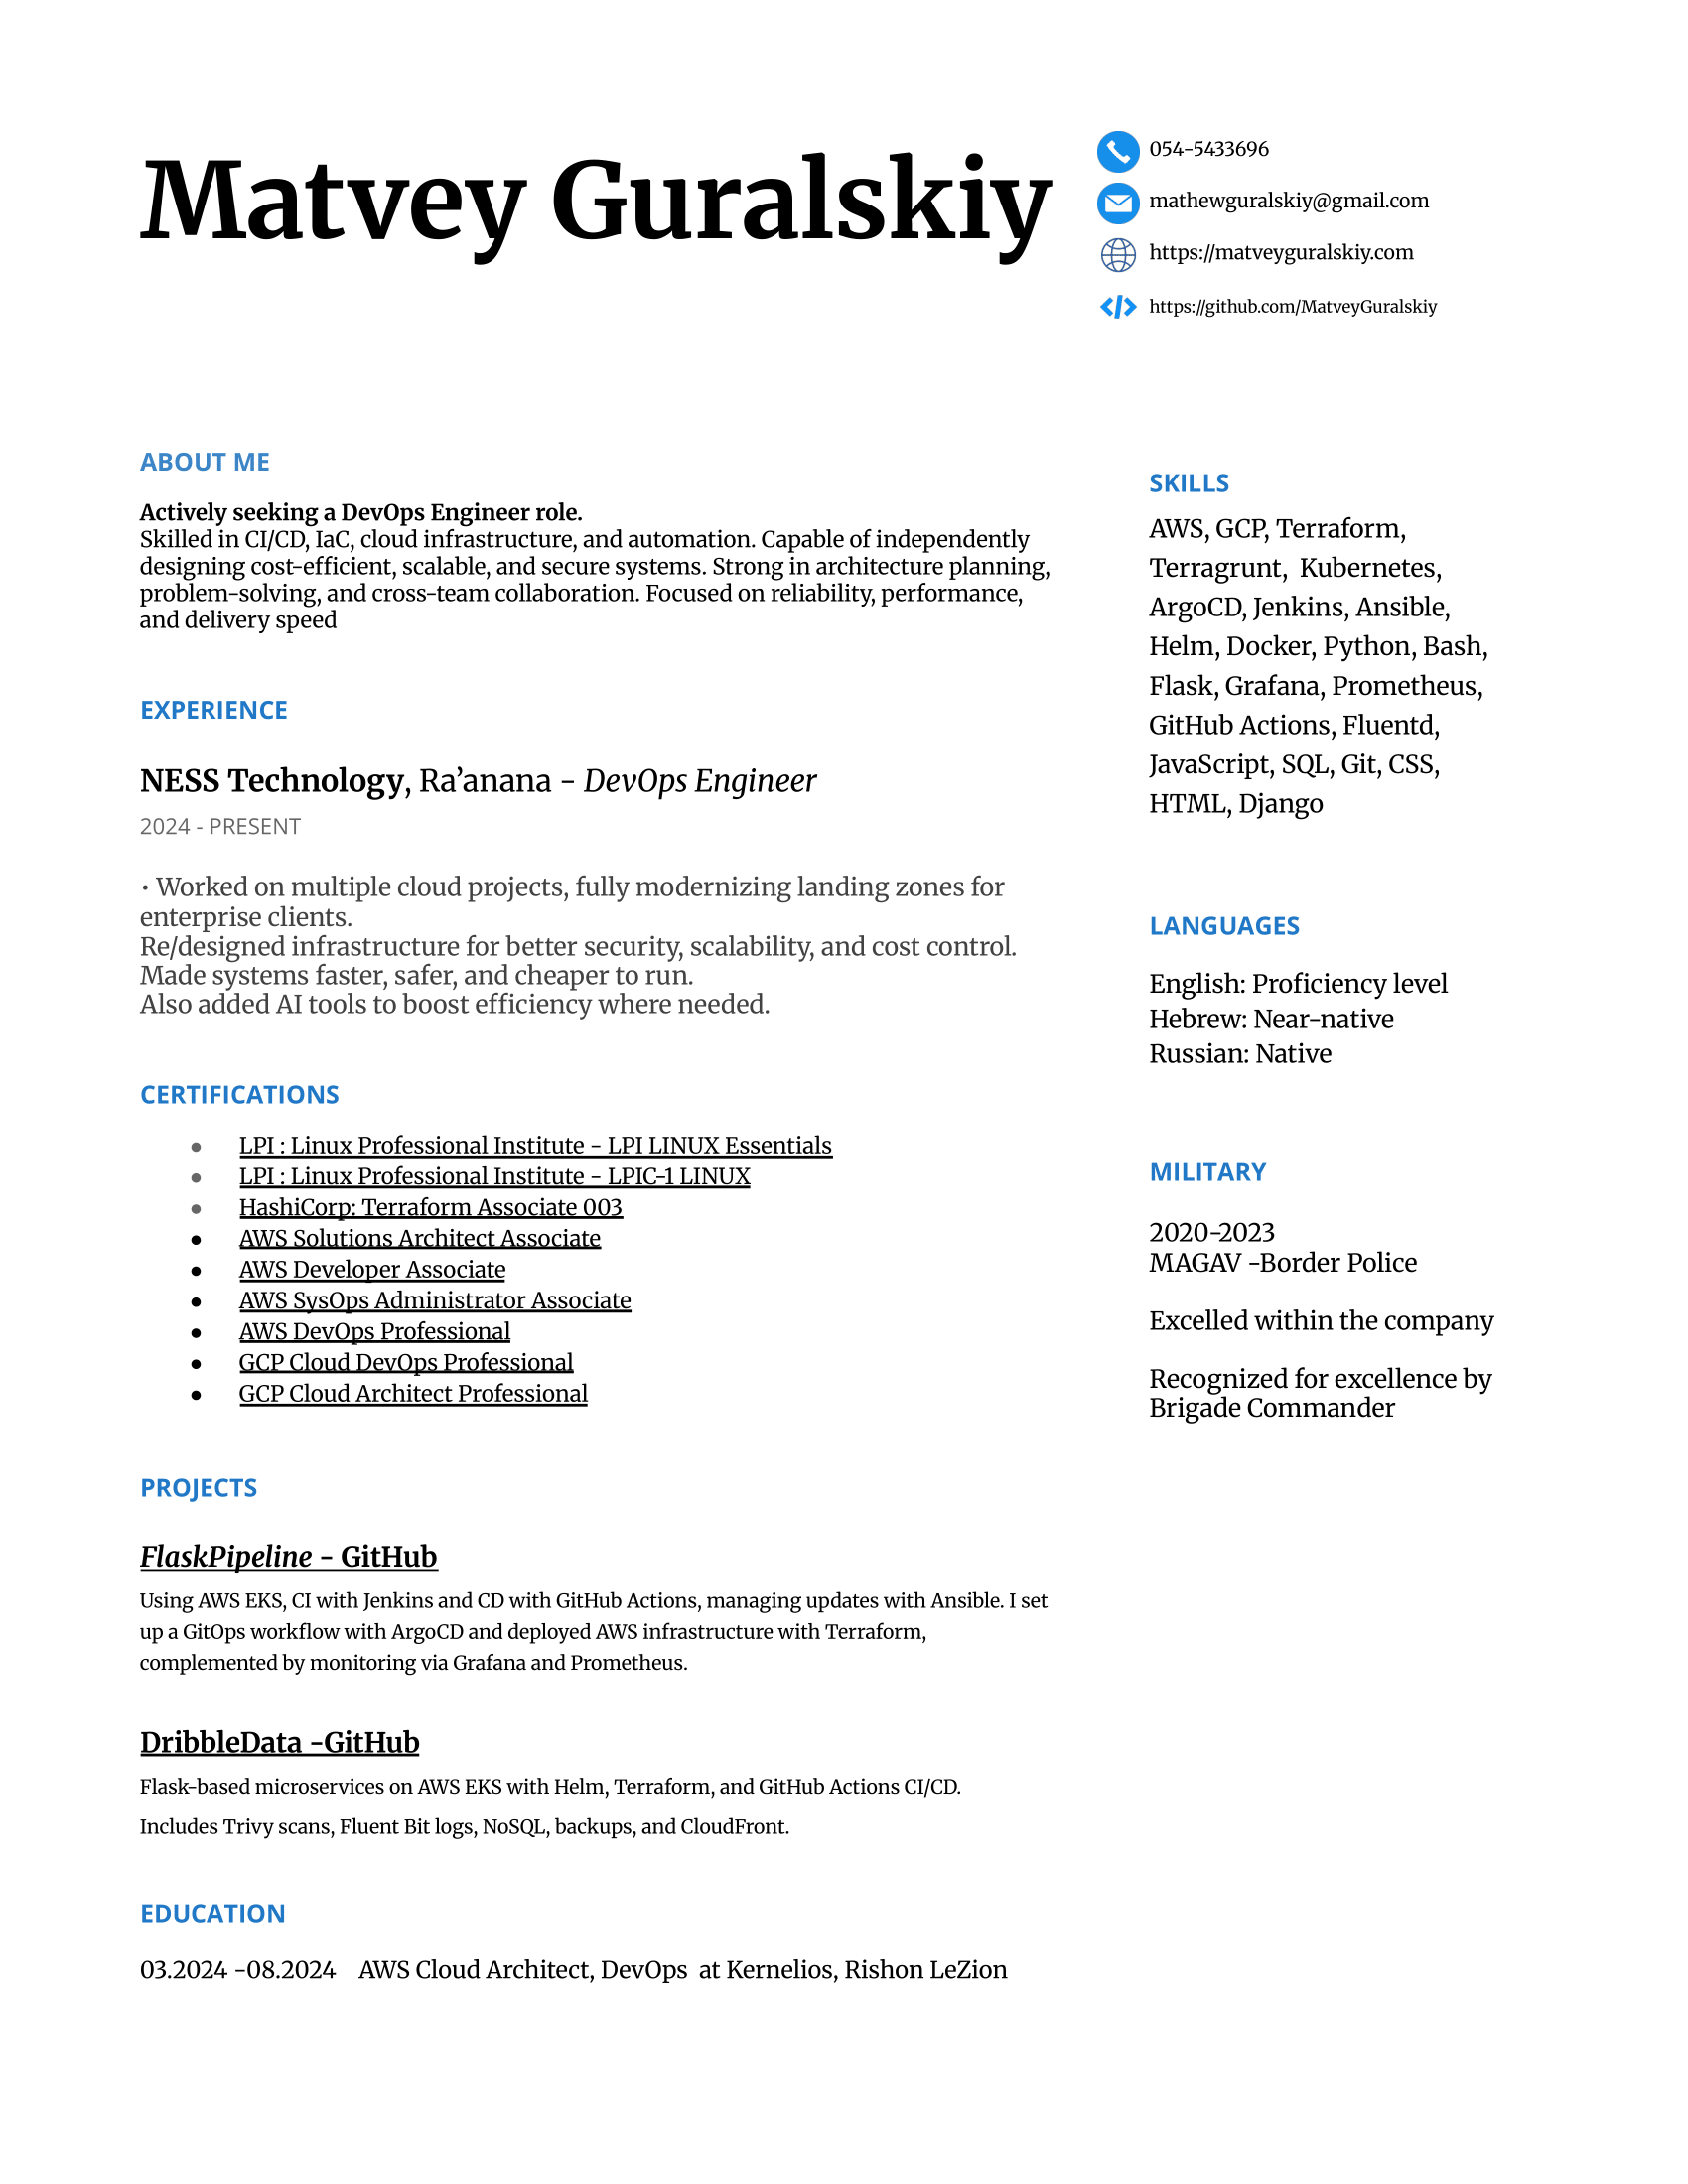 Matvey Guralskiy
054-5433696
mathewguralskiy@gmail.com
https://matveyguralskiy.com
https://github.com/MatveyGuralskiy
ABOUT ME
Actively seeking a DevOps Engineer role.
Skilled in CI/CD, IaC, cloud infrastructure, and automation. Capable of independently
designing cost-efficient, scalable, and secure systems. Strong in architecture planning,
problem-solving, and cross-team collaboration. Focused on reliability, performance,
and delivery speed
EXPERIENCE
NESS Technology, Ra’anana - DevOps Engineer
2024 - PRESENT
• Worked on multiple cloud projects, fully modernizing landing zones for
enterprise clients.
Re/designed infrastructure for better security, scalability, and cost control.
Made systems faster, safer, and cheaper to run.
Also added AI tools to boost efficiency where needed.
CERTIFICATIONS
● LPI : Linux Professional Institute - LPI LINUX Essentials
● LPI : Linux Professional Institute - LPIC-1 LINUX
● HashiCorp: Terraform Associate 003
● AWS Solutions Architect Associate
● AWS Developer Associate
● AWS SysOps Administrator Associate
● AWS DevOps Professional
● GCP Cloud DevOps Professional
● GCP Cloud Architect Professional
PROJECTS
FlaskPipeline - GitHub
Using AWS EKS, CI with Jenkins and CD with GitHub Actions, managing updates with Ansible. I set
up a GitOps workflow with ArgoCD and deployed AWS infrastructure with Terraform,
complemented by monitoring via Grafana and Prometheus.
DribbleData -GitHub
Flask-based microservices on AWS EKS with Helm, Terraform, and GitHub Actions CI/CD.
Includes Trivy scans, Fluent Bit logs, NoSQL, backups, and CloudFront.
EDUCATION
03.2024 -08.2024 AWS Cloud Architect, DevOps at Kernelios, Rishon LeZion
SKILLS
AWS, GCP, Terraform,
Terragrunt, Kubernetes,
ArgoCD, Jenkins, Ansible,
Helm, Docker, Python, Bash,
Flask, Grafana, Prometheus,
GitHub Actions, Fluentd,
JavaScript, SQL, Git, CSS,
HTML, Django
LANGUAGES
English: Proficiency level
Hebrew: Near-native
Russian: Native
MILITARY
2020-2023
MAGAV -Border Police
Excelled within the company
Recognized for excellence by
Brigade Commander